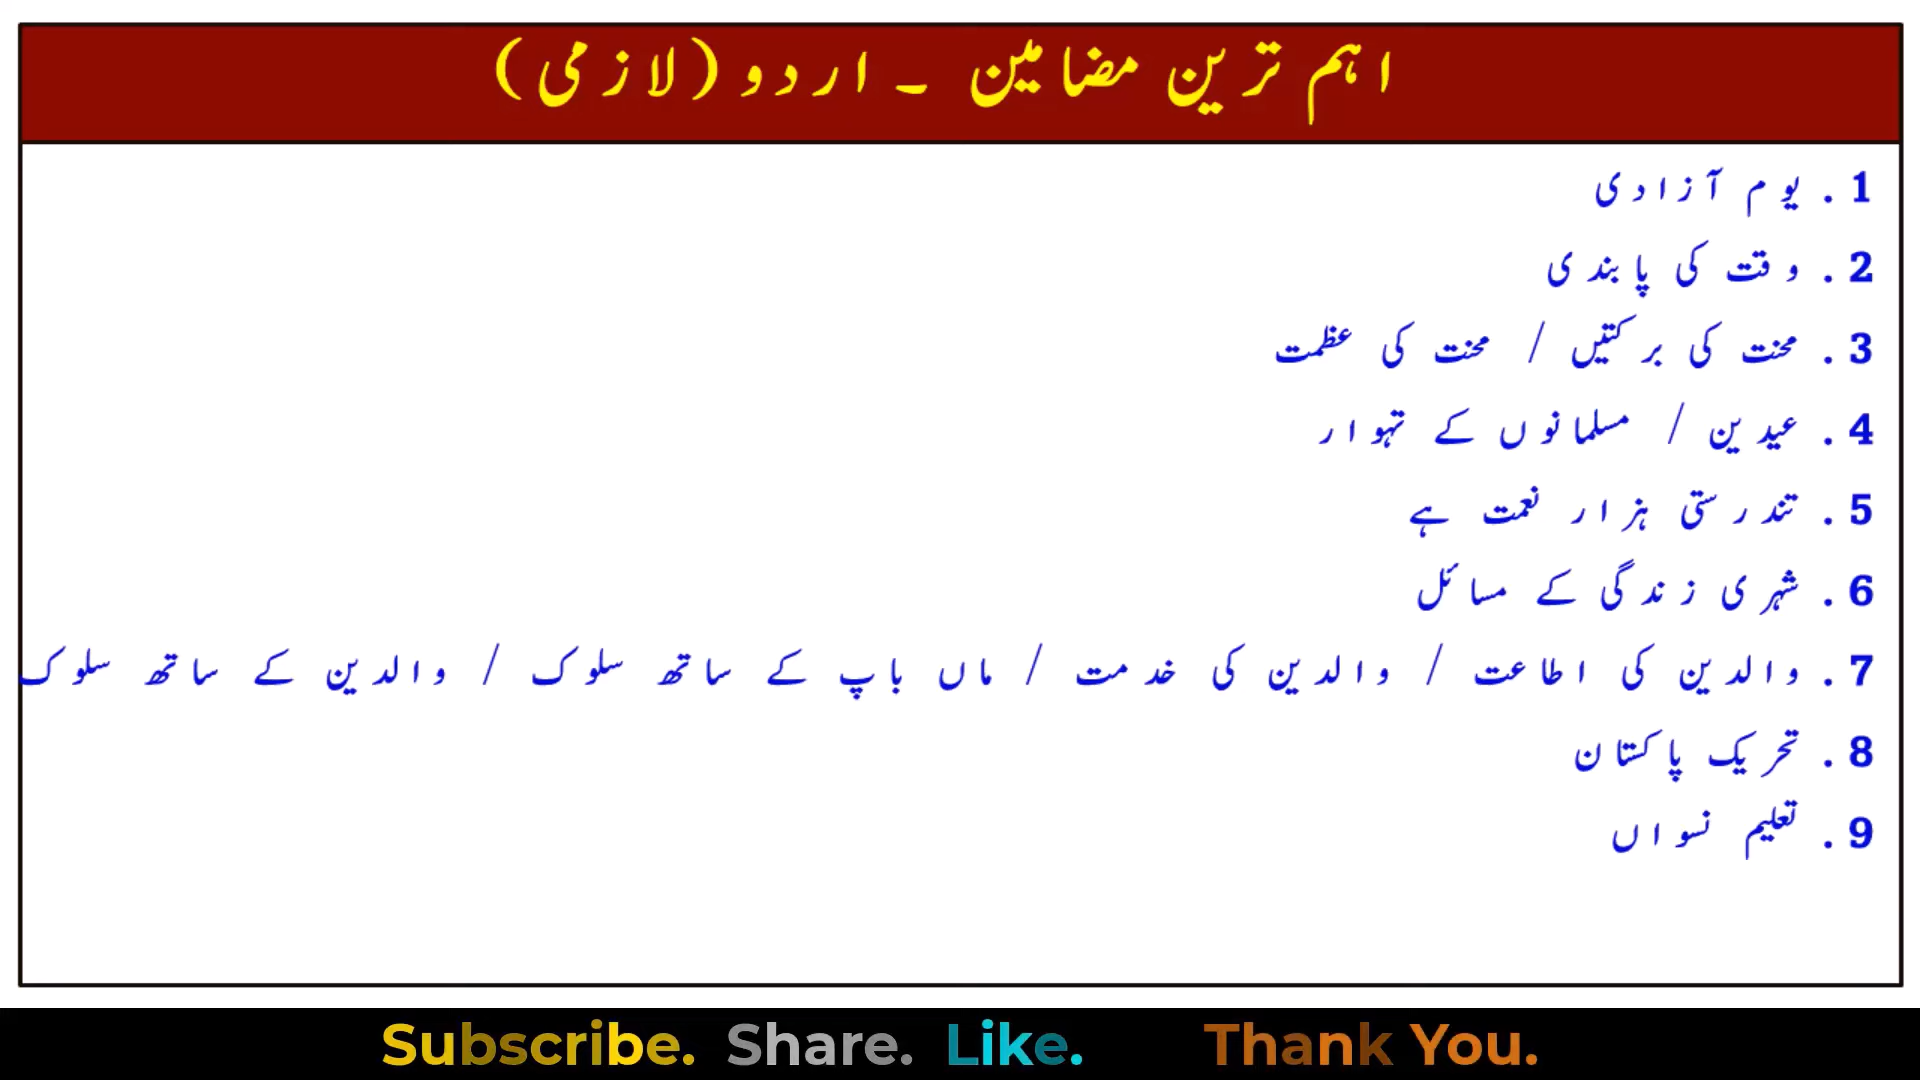 اہم ترین مضامین ۔ اردو (لازمی)
1. یوم آزادی
2. وقت کی پابندی
3. محنت کی برکتیں / محنت کی عظمت
4. عیدین / مسلمانوں کے تہوار
5. تندرستی ہزار نعمت ہے
6. شہری زندگی کے مسائل
7. والدین کی اطاعت / والدین کی خدمت / ماں باپ کے ساتھ سلوک / والدین کے ساتھ سلوک
8. تحریک پاکستان
9. تعلیم نسواں
Subscribe. Share. Like. Thank You.